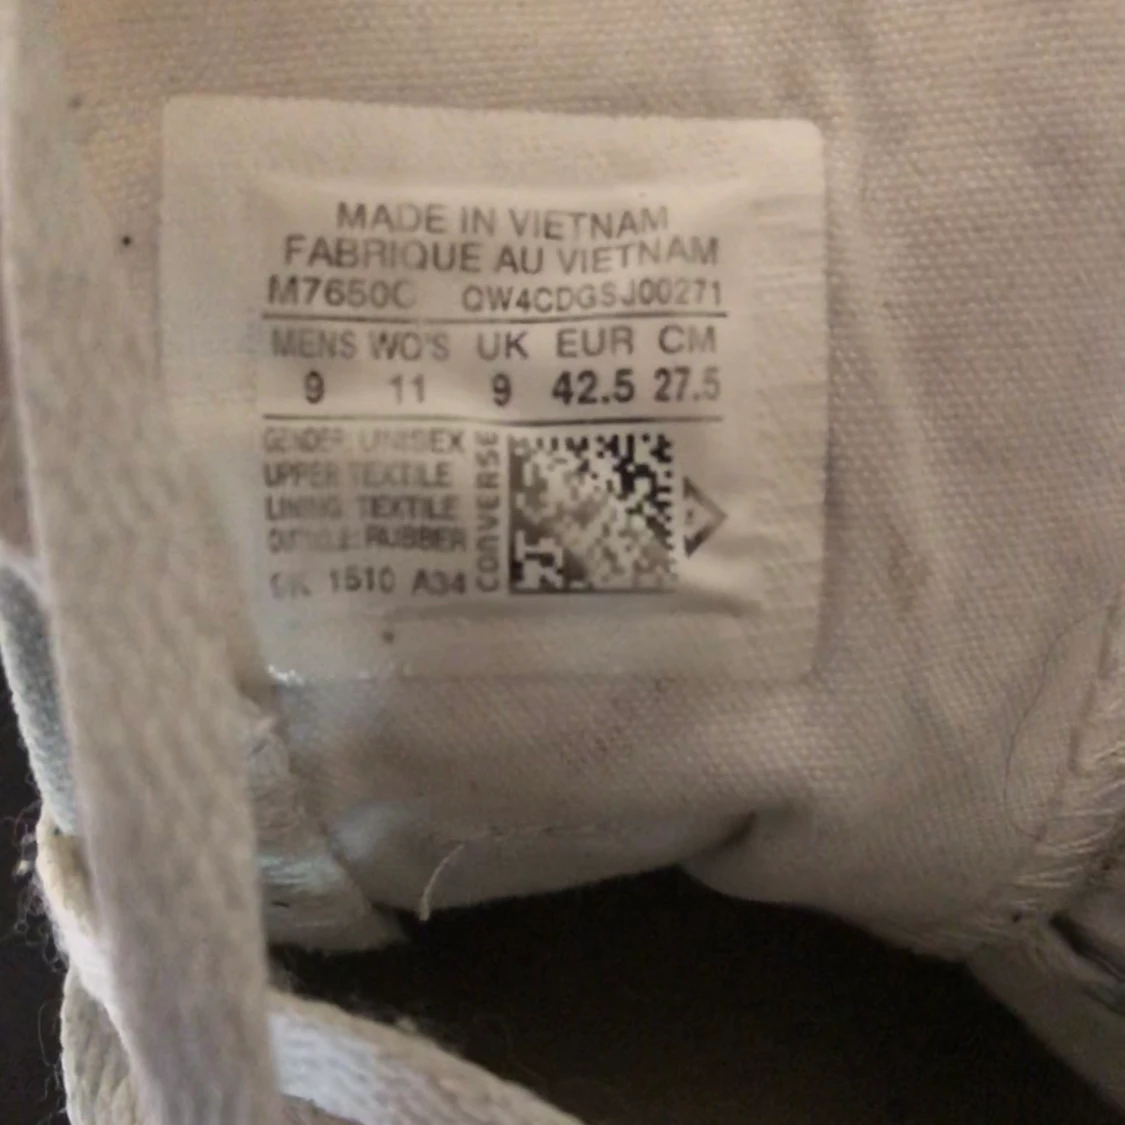 MADE IN VIETNAM
FABRIQUE AU VIETNAM
M7650C QW4CDGSJ00271
MENS WO'S UK EUR CM
9 11 9 42.5 27.5
GENDER: UNISEX
UPPER TEXTILE
LINING: TEXTILE
OUTSOLE: RUBBER
1510 A34
CONVERSE